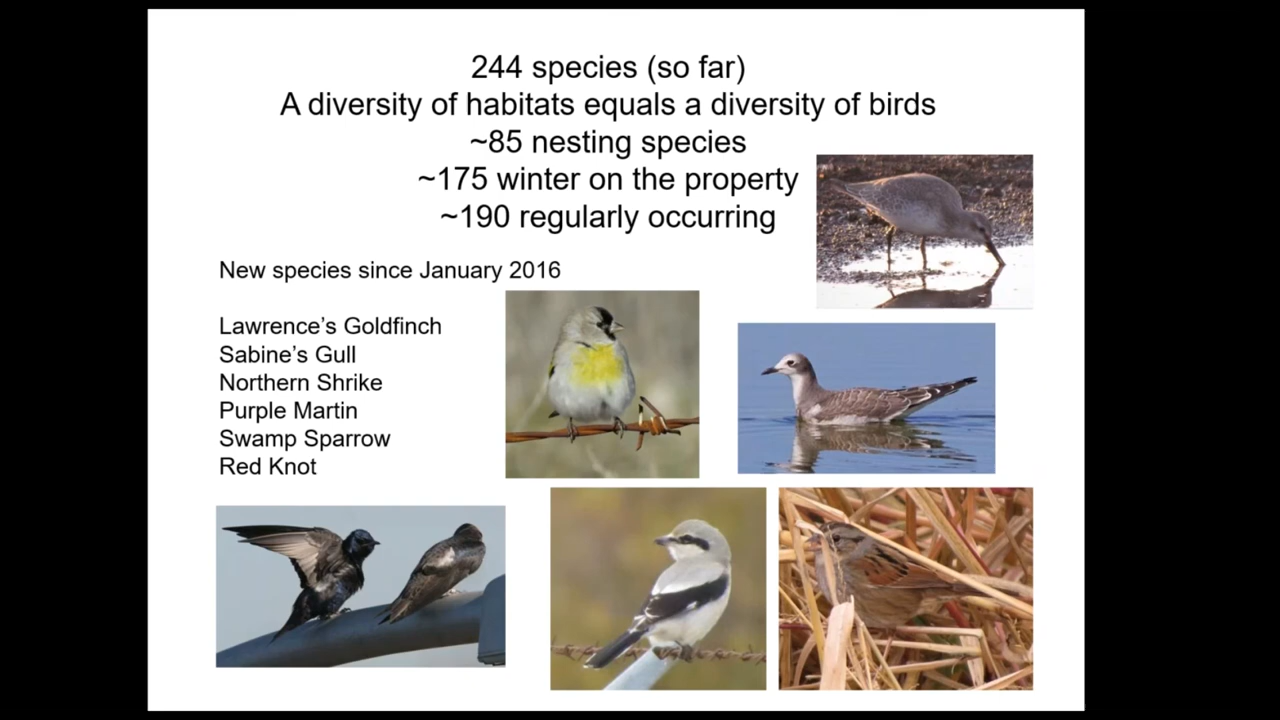 244 species (so far)
A diversity of habitats equals a diversity of birds
~85 nesting species
~175 winter on the property
~190 regularly occurring
New species since January 2016
Lawrence’s Goldfinch
Sabine’s Gull
Northern Shrike
Purple Martin
Swamp Sparrow
Red Knot